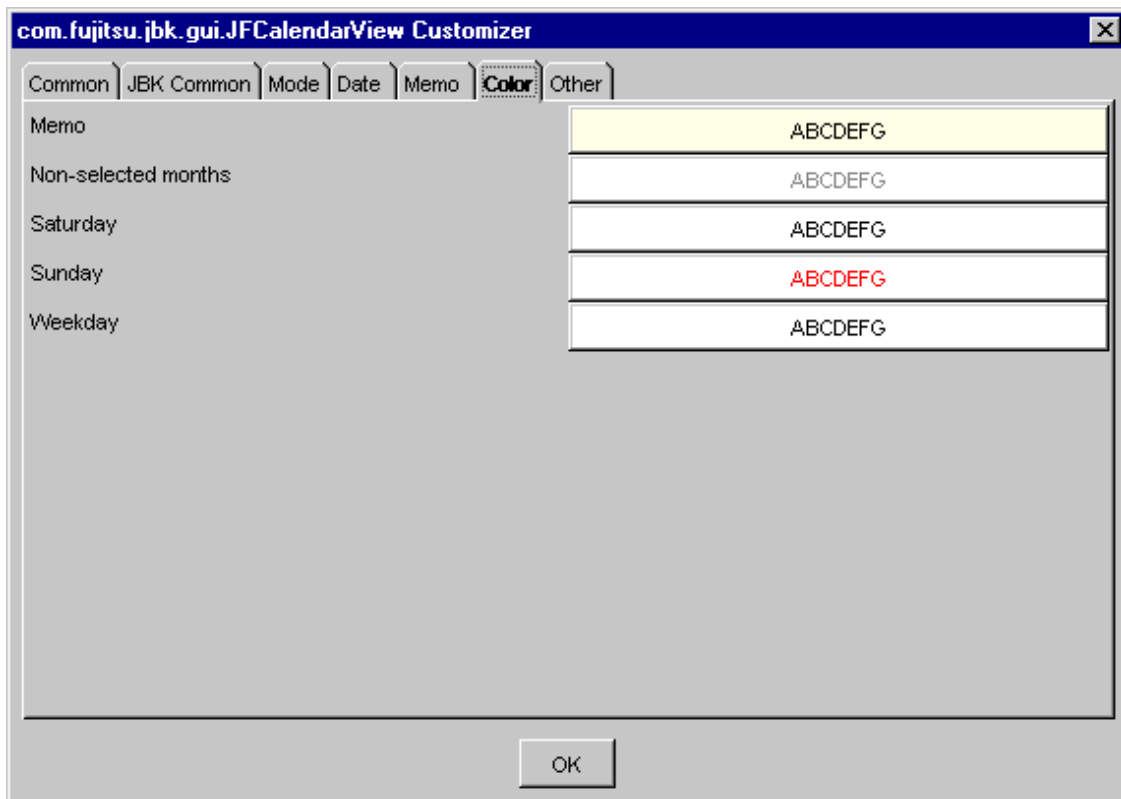 com.fujitsu.jbk.gui.JFCalendarView Customizer
Common JBK Common Mode Date Memo Color Other
Memo ABCDEFG
Non-selected months ABCDEFG
Saturday ABCDEFG
Sunday ABCDEFG
Weekday ABCDEFG
OK